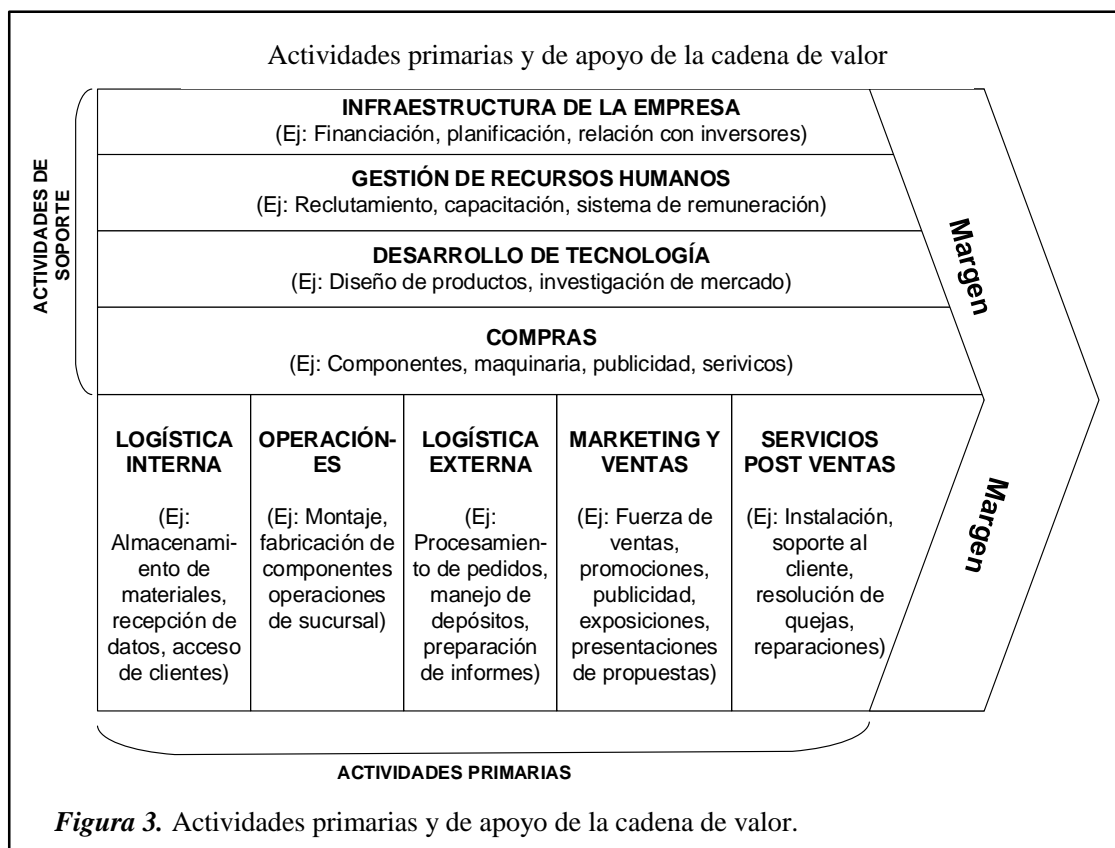 Actividades primarias y de apoyo de la cadena de valor
ACTIVIDADES DE
SOPORTE
INFRAESTRUCTURA DE LA EMPRESA
(Ej: Financiación, planificación, relación con inversores)
GESTIÓN DE RECURSOS HUMANOS
(Ej: Reclutamiento, capacitación, sistema de remuneración)
DESARROLLO DE TECNOLOGÍA
(Ej: Diseño de productos, investigación de mercado)
COMPRAS
(Ej: Componentes, maquinaria, publicidad, serivicos)
Margen
LOGÍSTICA
INTERNA
(Ej:
Almacenami-
ento de
materiales,
recepción de
datos, acceso
de clientes)
OPERACIÓN-
ES
(Ej: Montaje,
fabricación de
componentes
operaciones
de sucursal)
LOGÍSTICA
EXTERNA
(Ej:
Procesamien-
to de pedidos,
manejo de
depósitos,
preparación
de informes)
MARKETING Y
VENTAS
(Ej: Fuerza de
ventas,
promociones,
publicidad,
exposiciones,
presentaciones
de propuestas)
SERVICIOS
POST VENTAS
(Ej: Instalación,
soporte al
cliente,
resolución de
quejas,
reparaciones)
Margen
ACTIVIDADES PRIMARIAS
Figura 3. Actividades primarias y de apoyo de la cadena de valor.